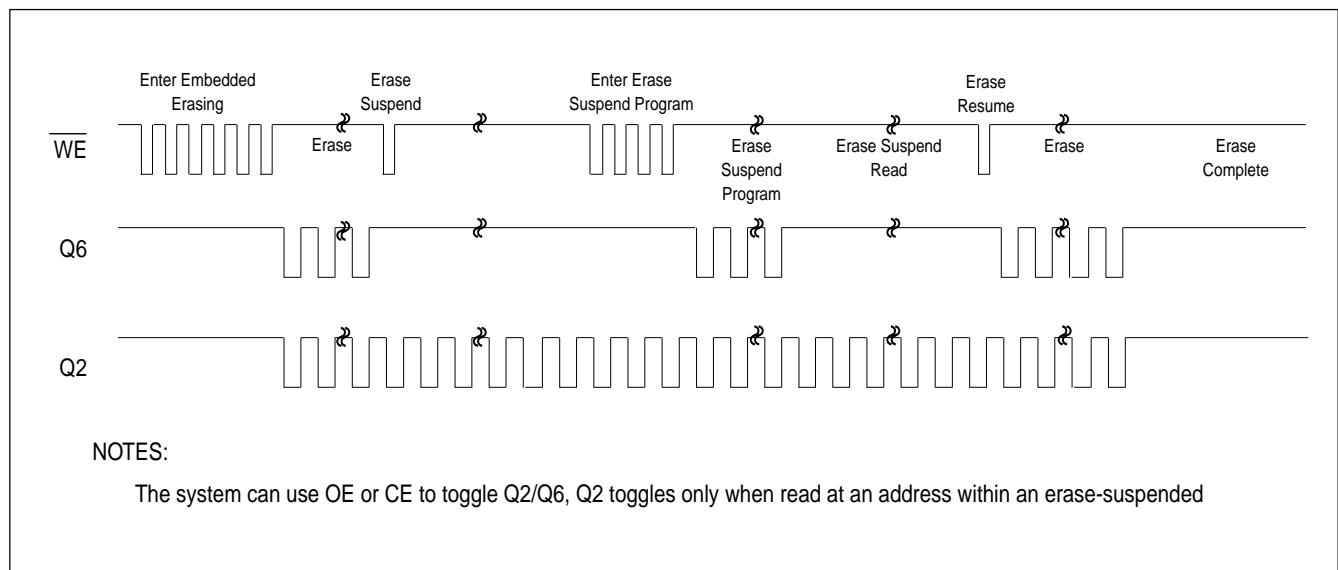 Enter Embedded
Erasing
Erase
Suspend
Enter Erase
Suspend Program
Erase
Resume
WE
Erase
Erase
Suspend
Program
Erase Suspend
Read
Erase
Erase
Complete
Q6
Q2
NOTES:
The system can use OE or CE to toggle Q2/Q6, Q2 toggles only when read at an address within an erase-suspended